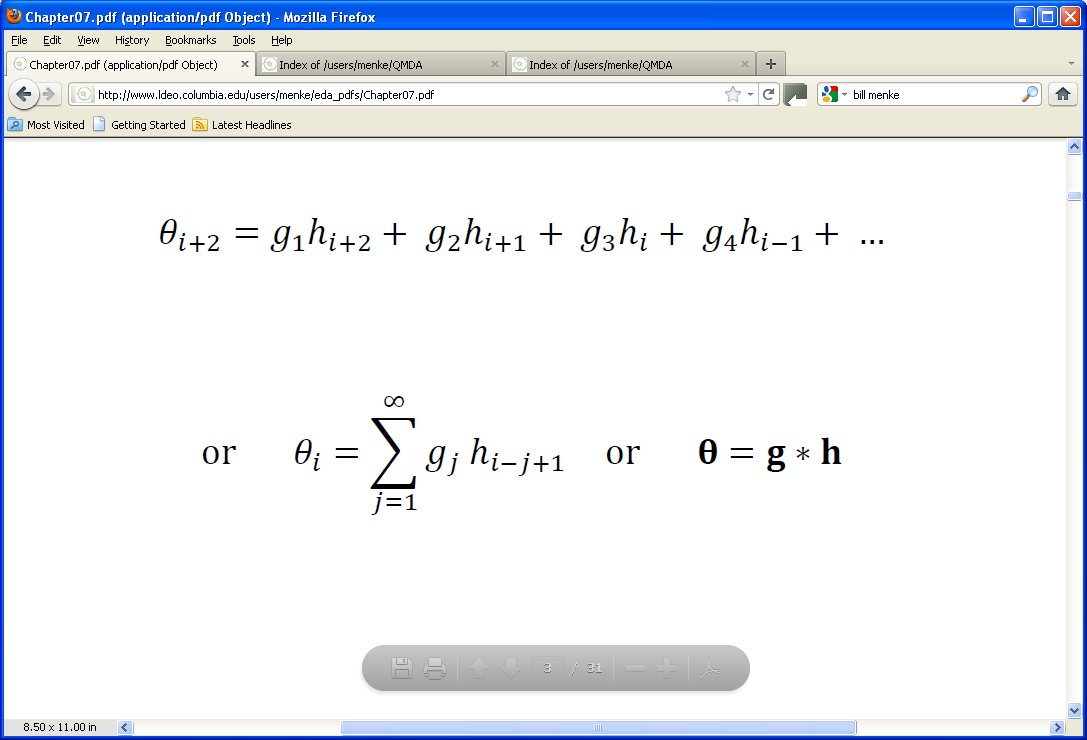 Chapter07.pdf (application/pdf Object) - Mozilla Firefox
File Edit View History Bookmarks Tools Help
Chapter07.pdf (application/pdf Object) Index of /users/menke/QMDA Index of /users/menke/QMDA
http://www.ldeo.columbia.edu/users/menke/eda_pdfs/Chapter07.pdf bill menke
Most Visited Getting Started Latest Headlines
θ_{i+2} = g_1h_{i+2} + g_2h_{i+1} + g_3h_i + g_4h_{i−1} + ...
or θ_i = ∑_{j=1}^{∞} g_j h_{i−j+1} or θ = g ∗ h
3 / 31
8.50 x 11.00 in